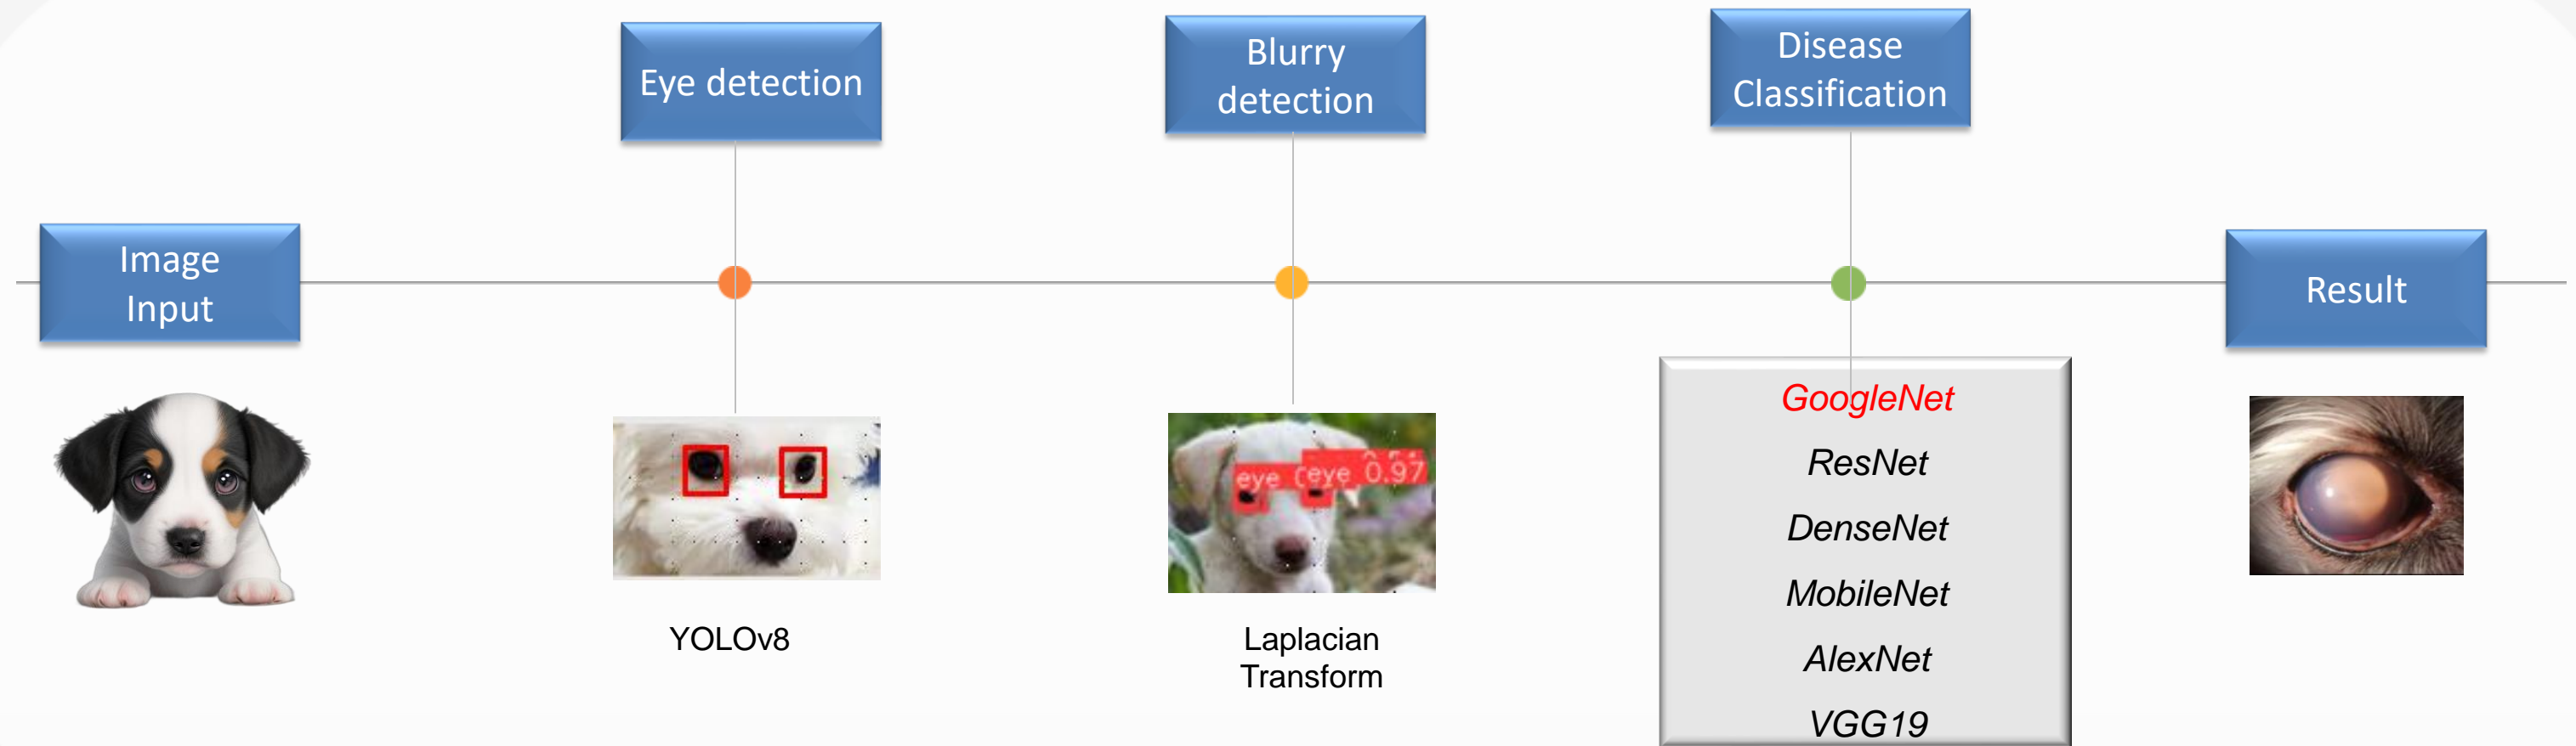 Eye detection
Blurry
detection
Disease
Classification
Image
Input
Result
GoogleNet
ResNet
DenseNet
MobileNet
AlexNet
VGG19
eye
eye 0.97
YOLOv8
Laplacian
Transform